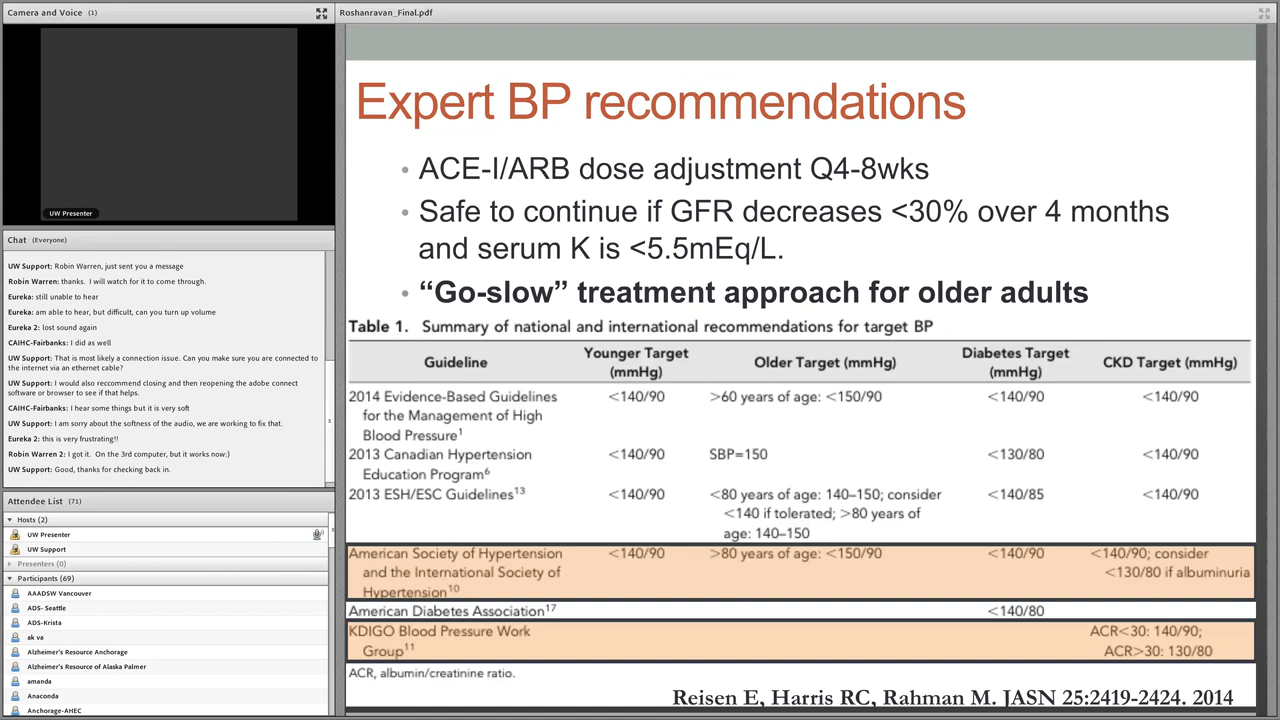 Camera and Voice (1)
UW Presenter
Chat (Everyone)
UW Support: Robin Warren, just sent you a message
Robin Warren: thanks. I will watch for it to come through.
Eureka: still unable to hear
Eureka: am able to hear, but difficult, can you turn up volume
Eureka 2: lost sound again
CAIHC-Fairbanks: I did as well
UW Support: That is most likely a connection issue. Can you make sure you are connected to
the internet via an ethernet cable?
UW Support: I would also reccommend closing and then reopening the adobe connect
software or browser to see if that helps.
CAIHC-Fairbanks: I hear some things but it is very soft
UW Support: I am sorry about the softness of the audio, we are working to fix that.
Eureka 2: this is very frustrating!!
Robin Warren 2: I got it. On the 3rd computer, but it works now:)
UW Support: Good, thanks for checking back in.
Attendee List (71)
Hosts (2)
UW Presenter
UW Support
Presenters (0)
Participants (69)
AAADSW Vancouver
ADS- Seattle
ADS-Krista
ak va
Alzheimer's Resource Anchorage
Alzheimer's Resource of Alaska Palmer
amanda
Anaconda
Anchorage-AHEC
Roshanravan_Final.pdf
Expert BP recommendations
• ACE-I/ARB dose adjustment Q4-8wks
• Safe to continue if GFR decreases <30% over 4 months
and serum K is <5.5mEq/L.
• “Go-slow” treatment approach for older adults
Table 1. Summary of national and international recommendations for target BP
Guideline Younger Target (mmHg) Older Target (mmHg) Diabetes Target (mmHg) CKD Target (mmHg)
2014 Evidence-Based Guidelines <140/90 >60 years of age: <150/90 <140/90 <140/90
for the Management of High
Blood Pressure1
2013 Canadian Hypertension <140/90 SBP=150 <130/80 <140/90
Education Program6
2013 ESH/ESC Guidelines13 <140/90 <80 years of age: 140–150; consider <140/85 <140/90
<140 if tolerated; >80 years of
age: 140–150
American Society of Hypertension <140/90 >80 years of age: <150/90 <140/90 <140/90; consider
and the International Society of <130/80 if albuminuria
Hypertension10
American Diabetes Association17 <140/80
KDIGO Blood Pressure Work ACR<30: 140/90;
Group11 ACR>30: 130/80
ACR, albumin/creatinine ratio.
Reisen E, Harris RC, Rahman M. JASN 25:2419-2424. 2014